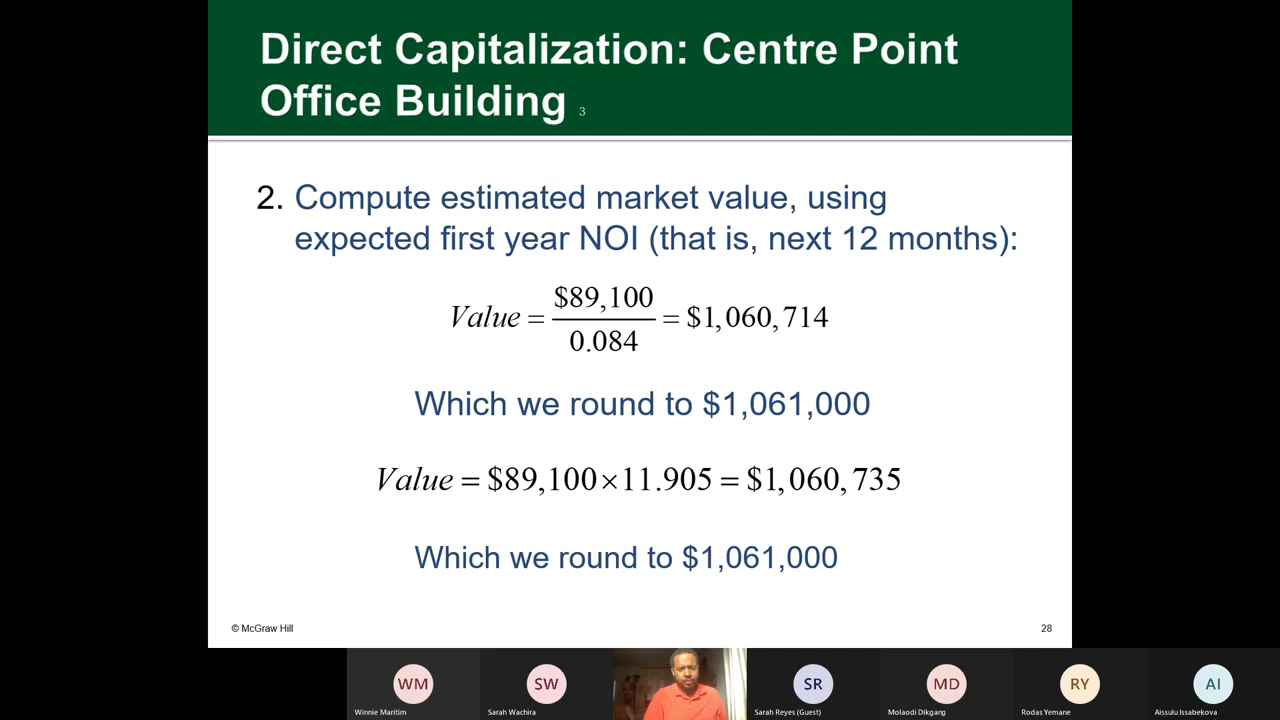 Direct Capitalization: Centre Point
Office Building 3
2. Compute estimated market value, using
expected first year NOI (that is, next 12 months):
Value = $89,100 / 0.084 = $1,060,714
Which we round to $1,061,000
Value = $89,100 × 11.905 = $1,060,735
Which we round to $1,061,000
© McGraw Hill
28
WM
SW
SR
MD
RY
AI
Winnie Maritim
Sarah Wachira
Sarah Reyes (Guest)
Molaodi Dikgang
Rodas Yemane
Aissulu Issabekova